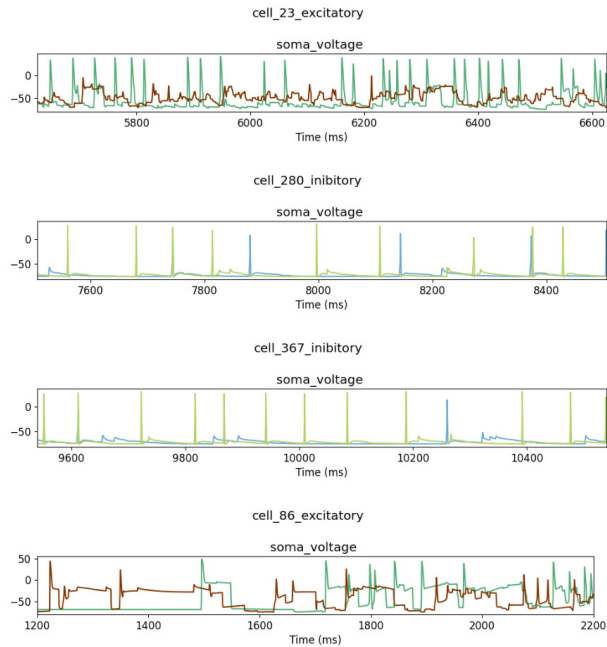 cell_23_excitatory
soma_voltage
0
−50
5800 6000 6200 6400 6600
Time (ms)
cell_280_inibitory
soma_voltage
0
−50
7600 7800 8000 8200 8400
Time (ms)
cell_367_inibitory
soma_voltage
0
−50
9600 9800 10000 10200 10400
Time (ms)
cell_86_excitatory
soma_voltage
50
0
−50
1200 1400 1600 1800 2000 2200
Time (ms)